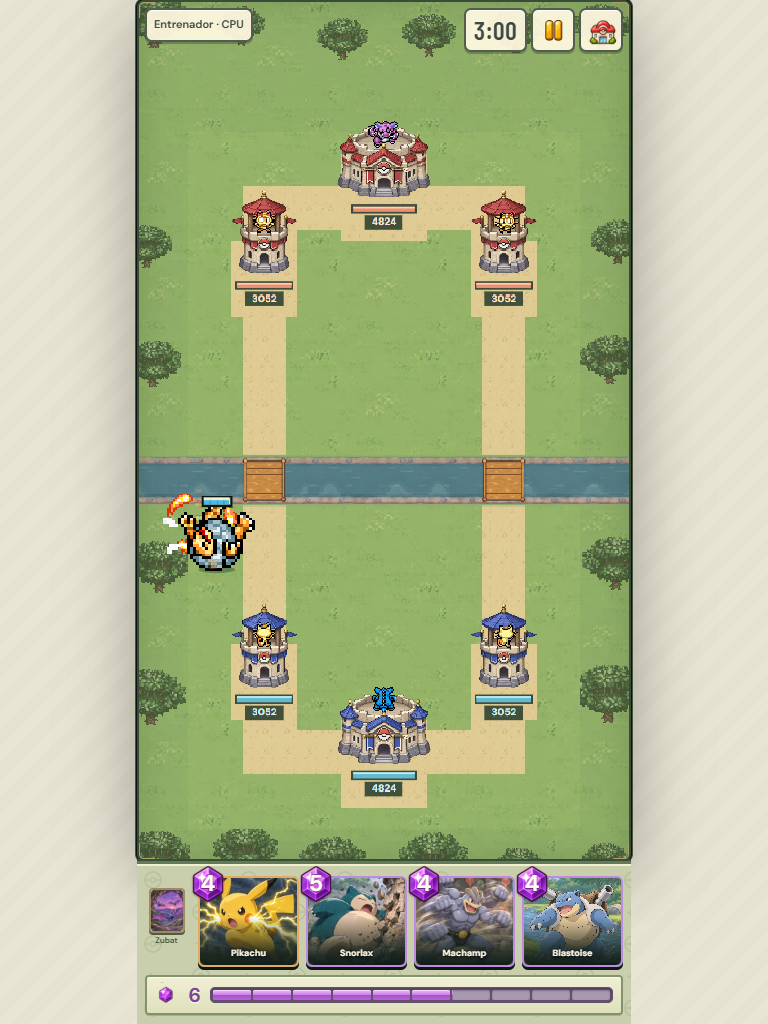 Entrenador · CPU
3:00
4824
3052
3052
3052
3052
4824
4
5
4
4
Zubat
Pikachu
Snorlax
Machamp
Blastoise
6